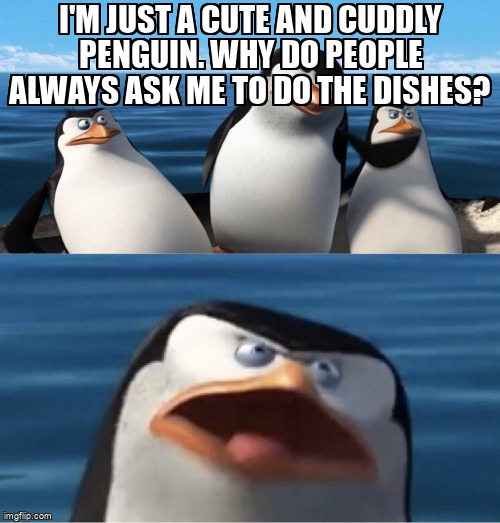 I'M JUST A CUTE AND CUDDLY
PENGUIN. WHY DO PEOPLE
ALWAYS ASK ME TO DO THE DISHES?
imgflip.com